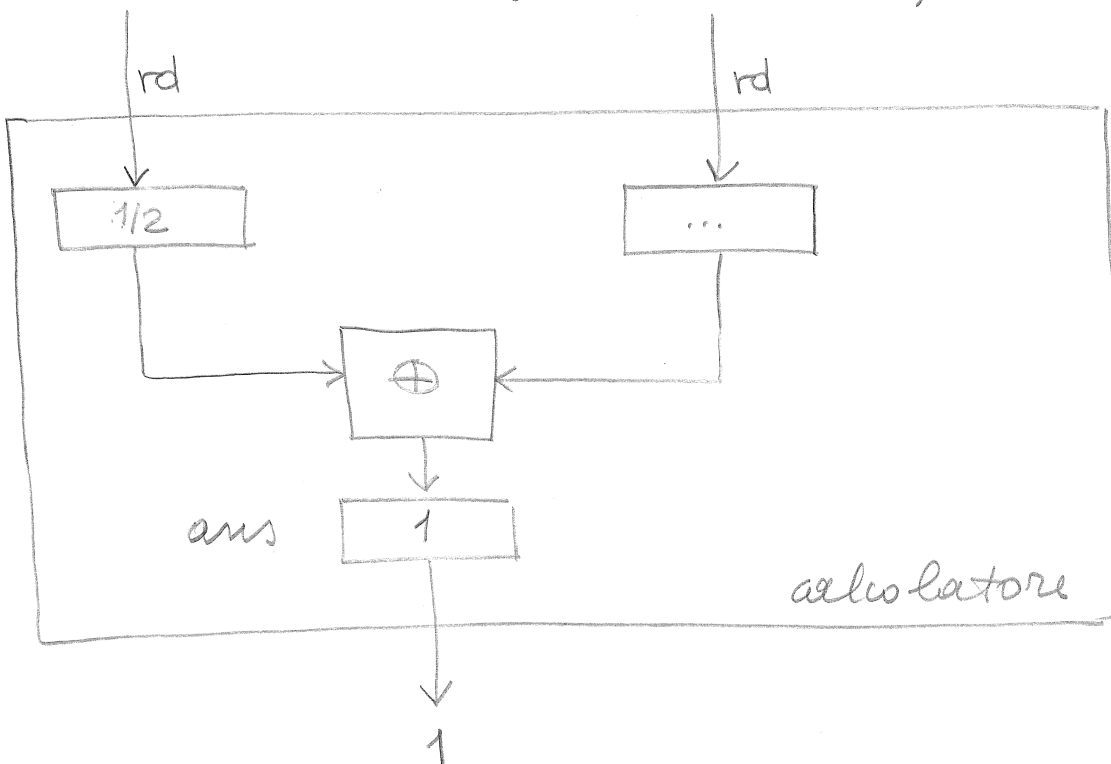 rd rd
1/2 ...
⊕
ans 1
calcolatore
1